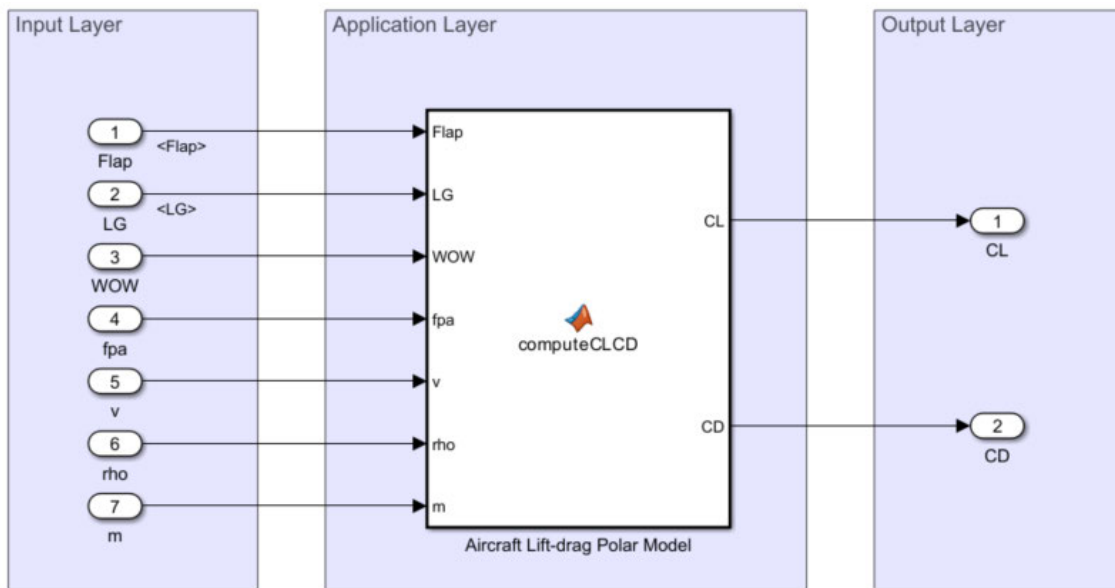 Input Layer
Application Layer
Output Layer
1
Flap
<Flap>
2
LG
<LG>
3
WOW
4
fpa
5
v
6
rho
7
m
Flap
LG
WOW
fpa
v
rho
m
computeCLCD
CL
CD
Aircraft Lift-drag Polar Model
1
CL
2
CD